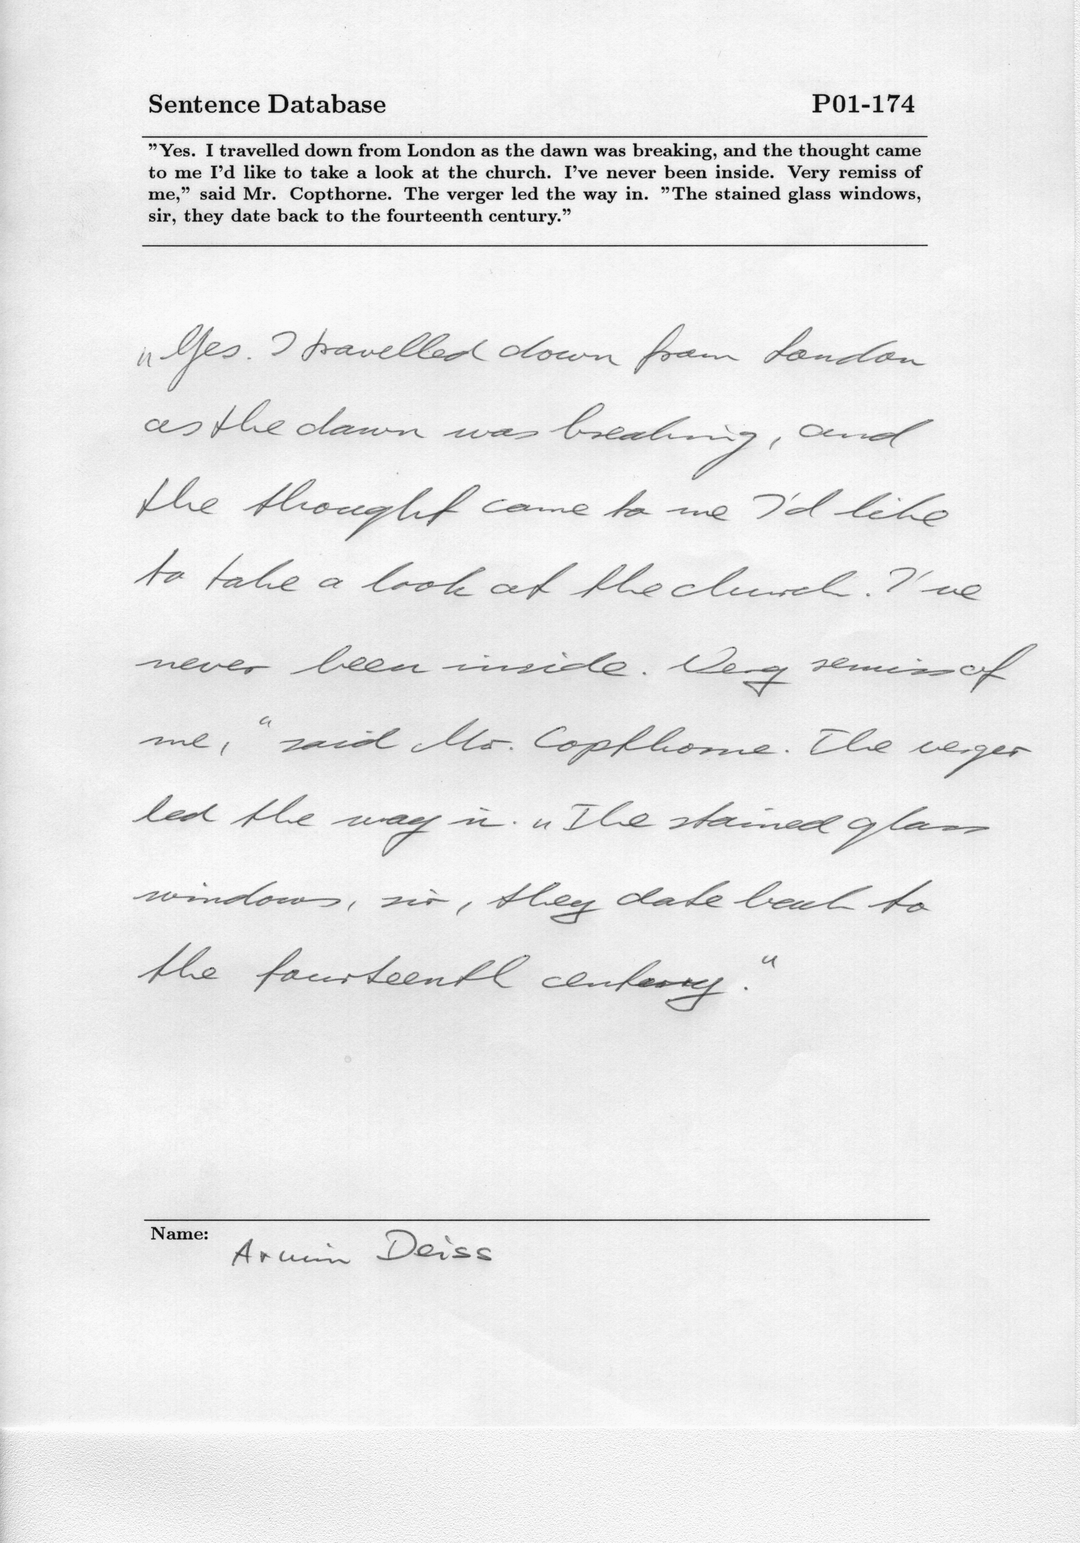 Sentence Database P01-174
"Yes. I travelled down from London as the dawn was breaking, and the thought came
to me I'd like to take a look at the church. I've never been inside. Very remiss of
me," said Mr. Copthorne. The verger led the way in. "The stained glass windows,
sir, they date back to the fourteenth century."
„Yes. I travelled down from London
as the dawn was breaking, and
the thought came to me I'd like
to take a look at the church. I've
never been inside. Very remiss of
me," said Mr. Copthorne. The verger
led the way in. „The stained glass
windows, sir, they date back to
the fourteenth century."
Name: Armin Deiss